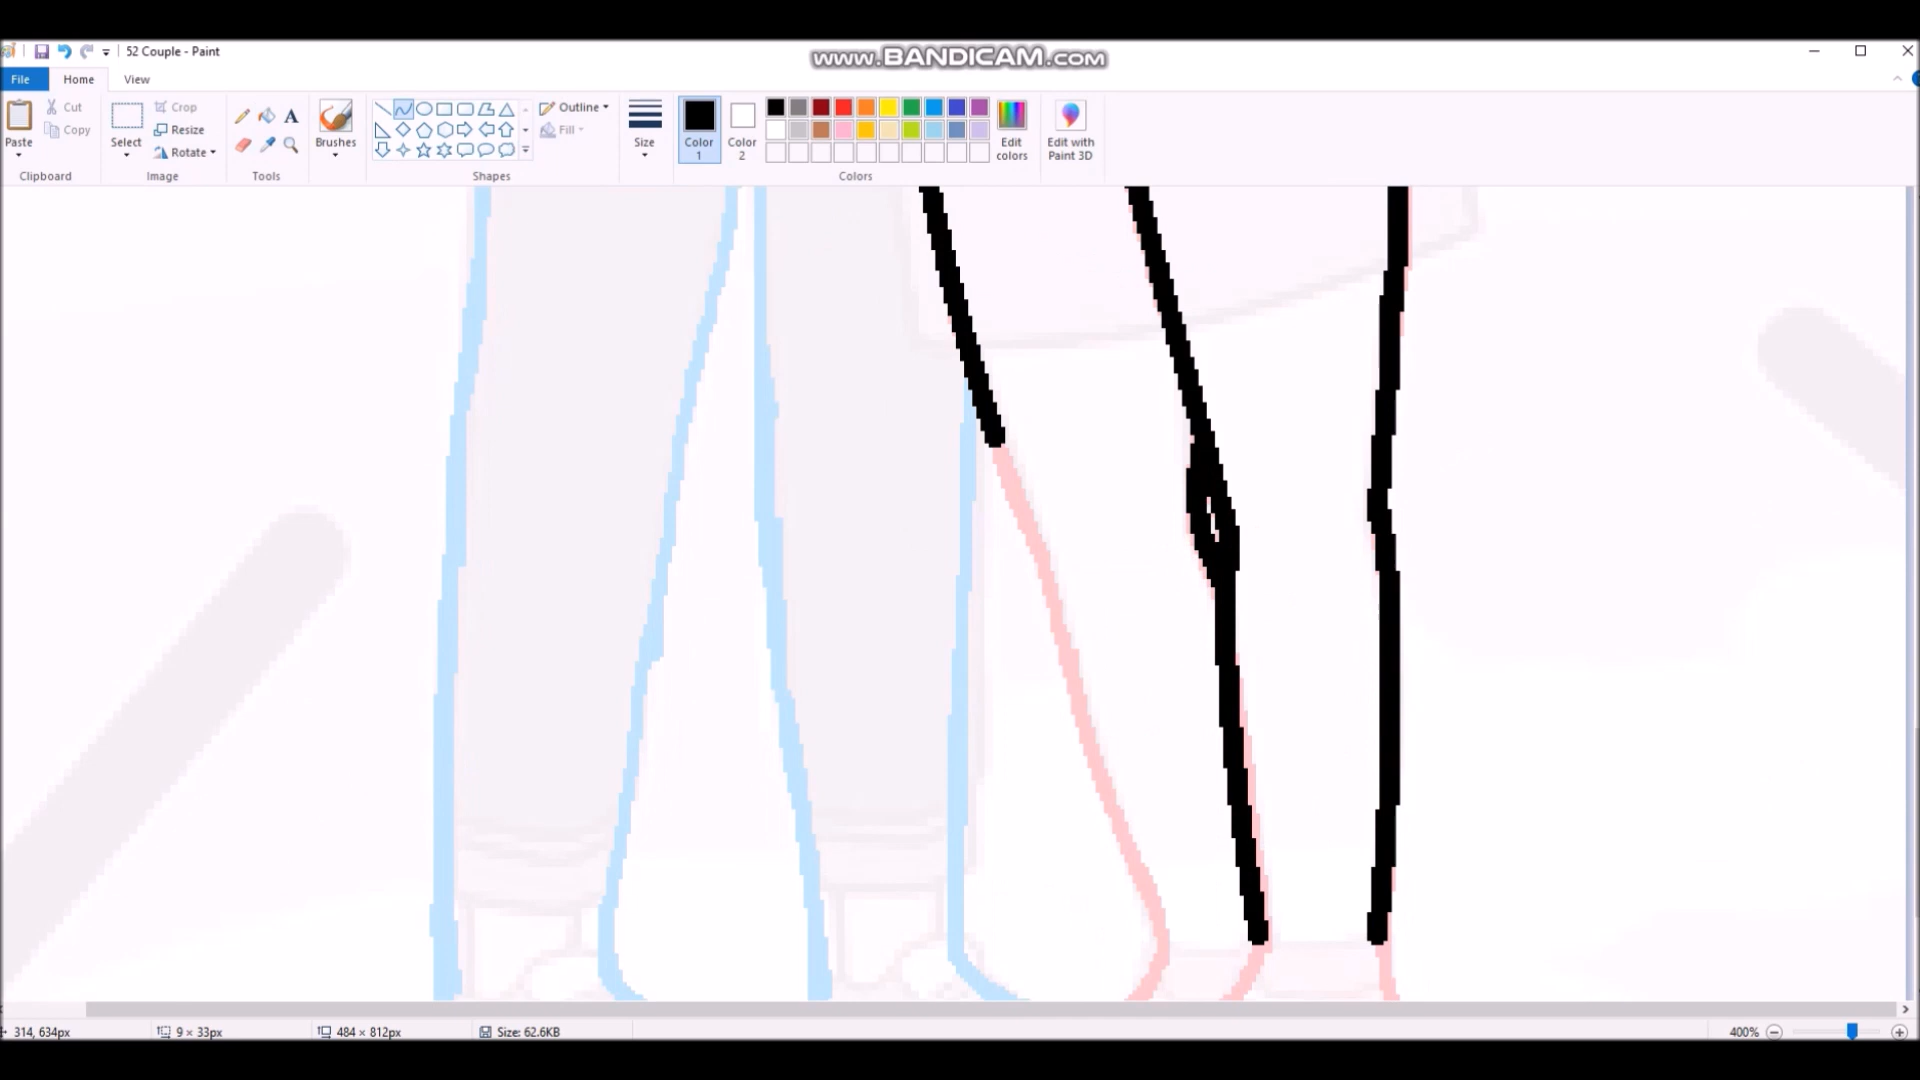 52 Couple - Paint
www.BANDICAM.com
File Home View
Paste
Cut
Copy
Clipboard
Select
Crop
Resize
Rotate
Image
A
Tools
Brushes
Outline
Fill
Shapes
Size
Color 1
Color 2
Edit colors
Edit with Paint 3D
Colors
314, 634px
9 × 33px
484 × 812px
Size: 62.6KB
400%